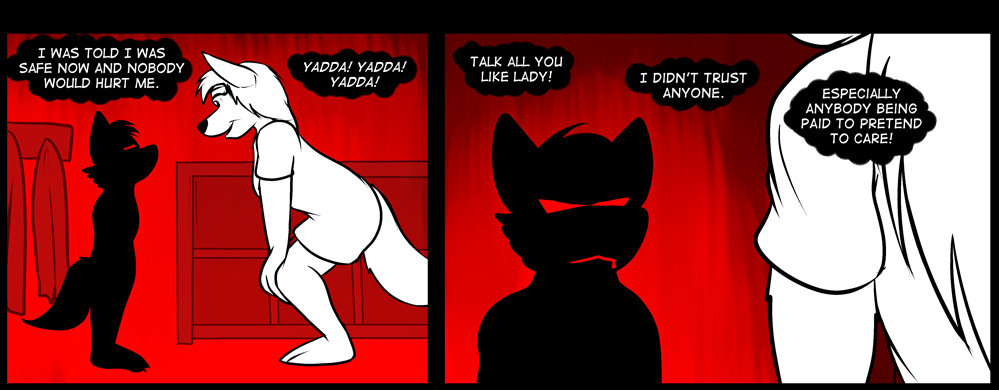 I WAS TOLD I WAS
SAFE NOW AND NOBODY
WOULD HURT ME.
YADDA! YADDA!
YADDA!
TALK ALL YOU
LIKE LADY!
I DIDN'T TRUST
ANYONE.
ESPECIALLY
ANYBODY BEING
PAID TO PRETEND
TO CARE!